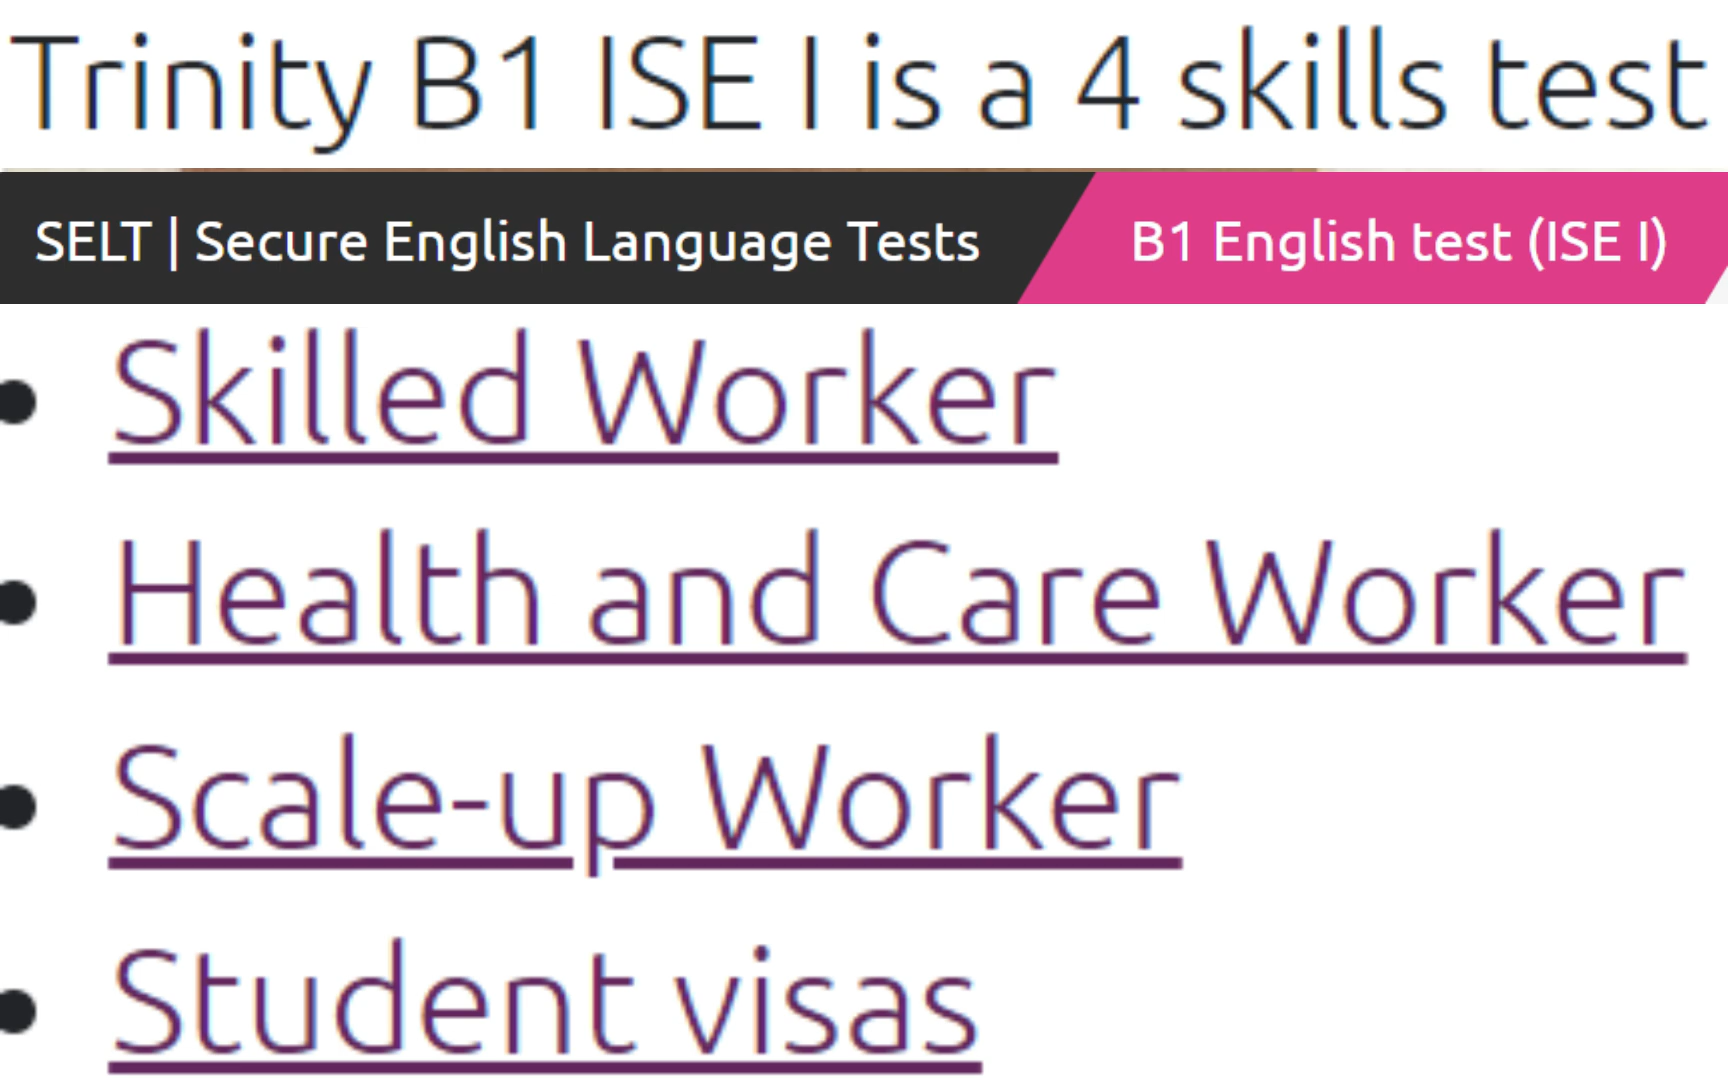 Trinity B1 ISE I is a 4 skills test
SELT | Secure English Language Tests B1 English test (ISE I)
• Skilled Worker
• Health and Care Worker
• Scale-up Worker
• Student visas